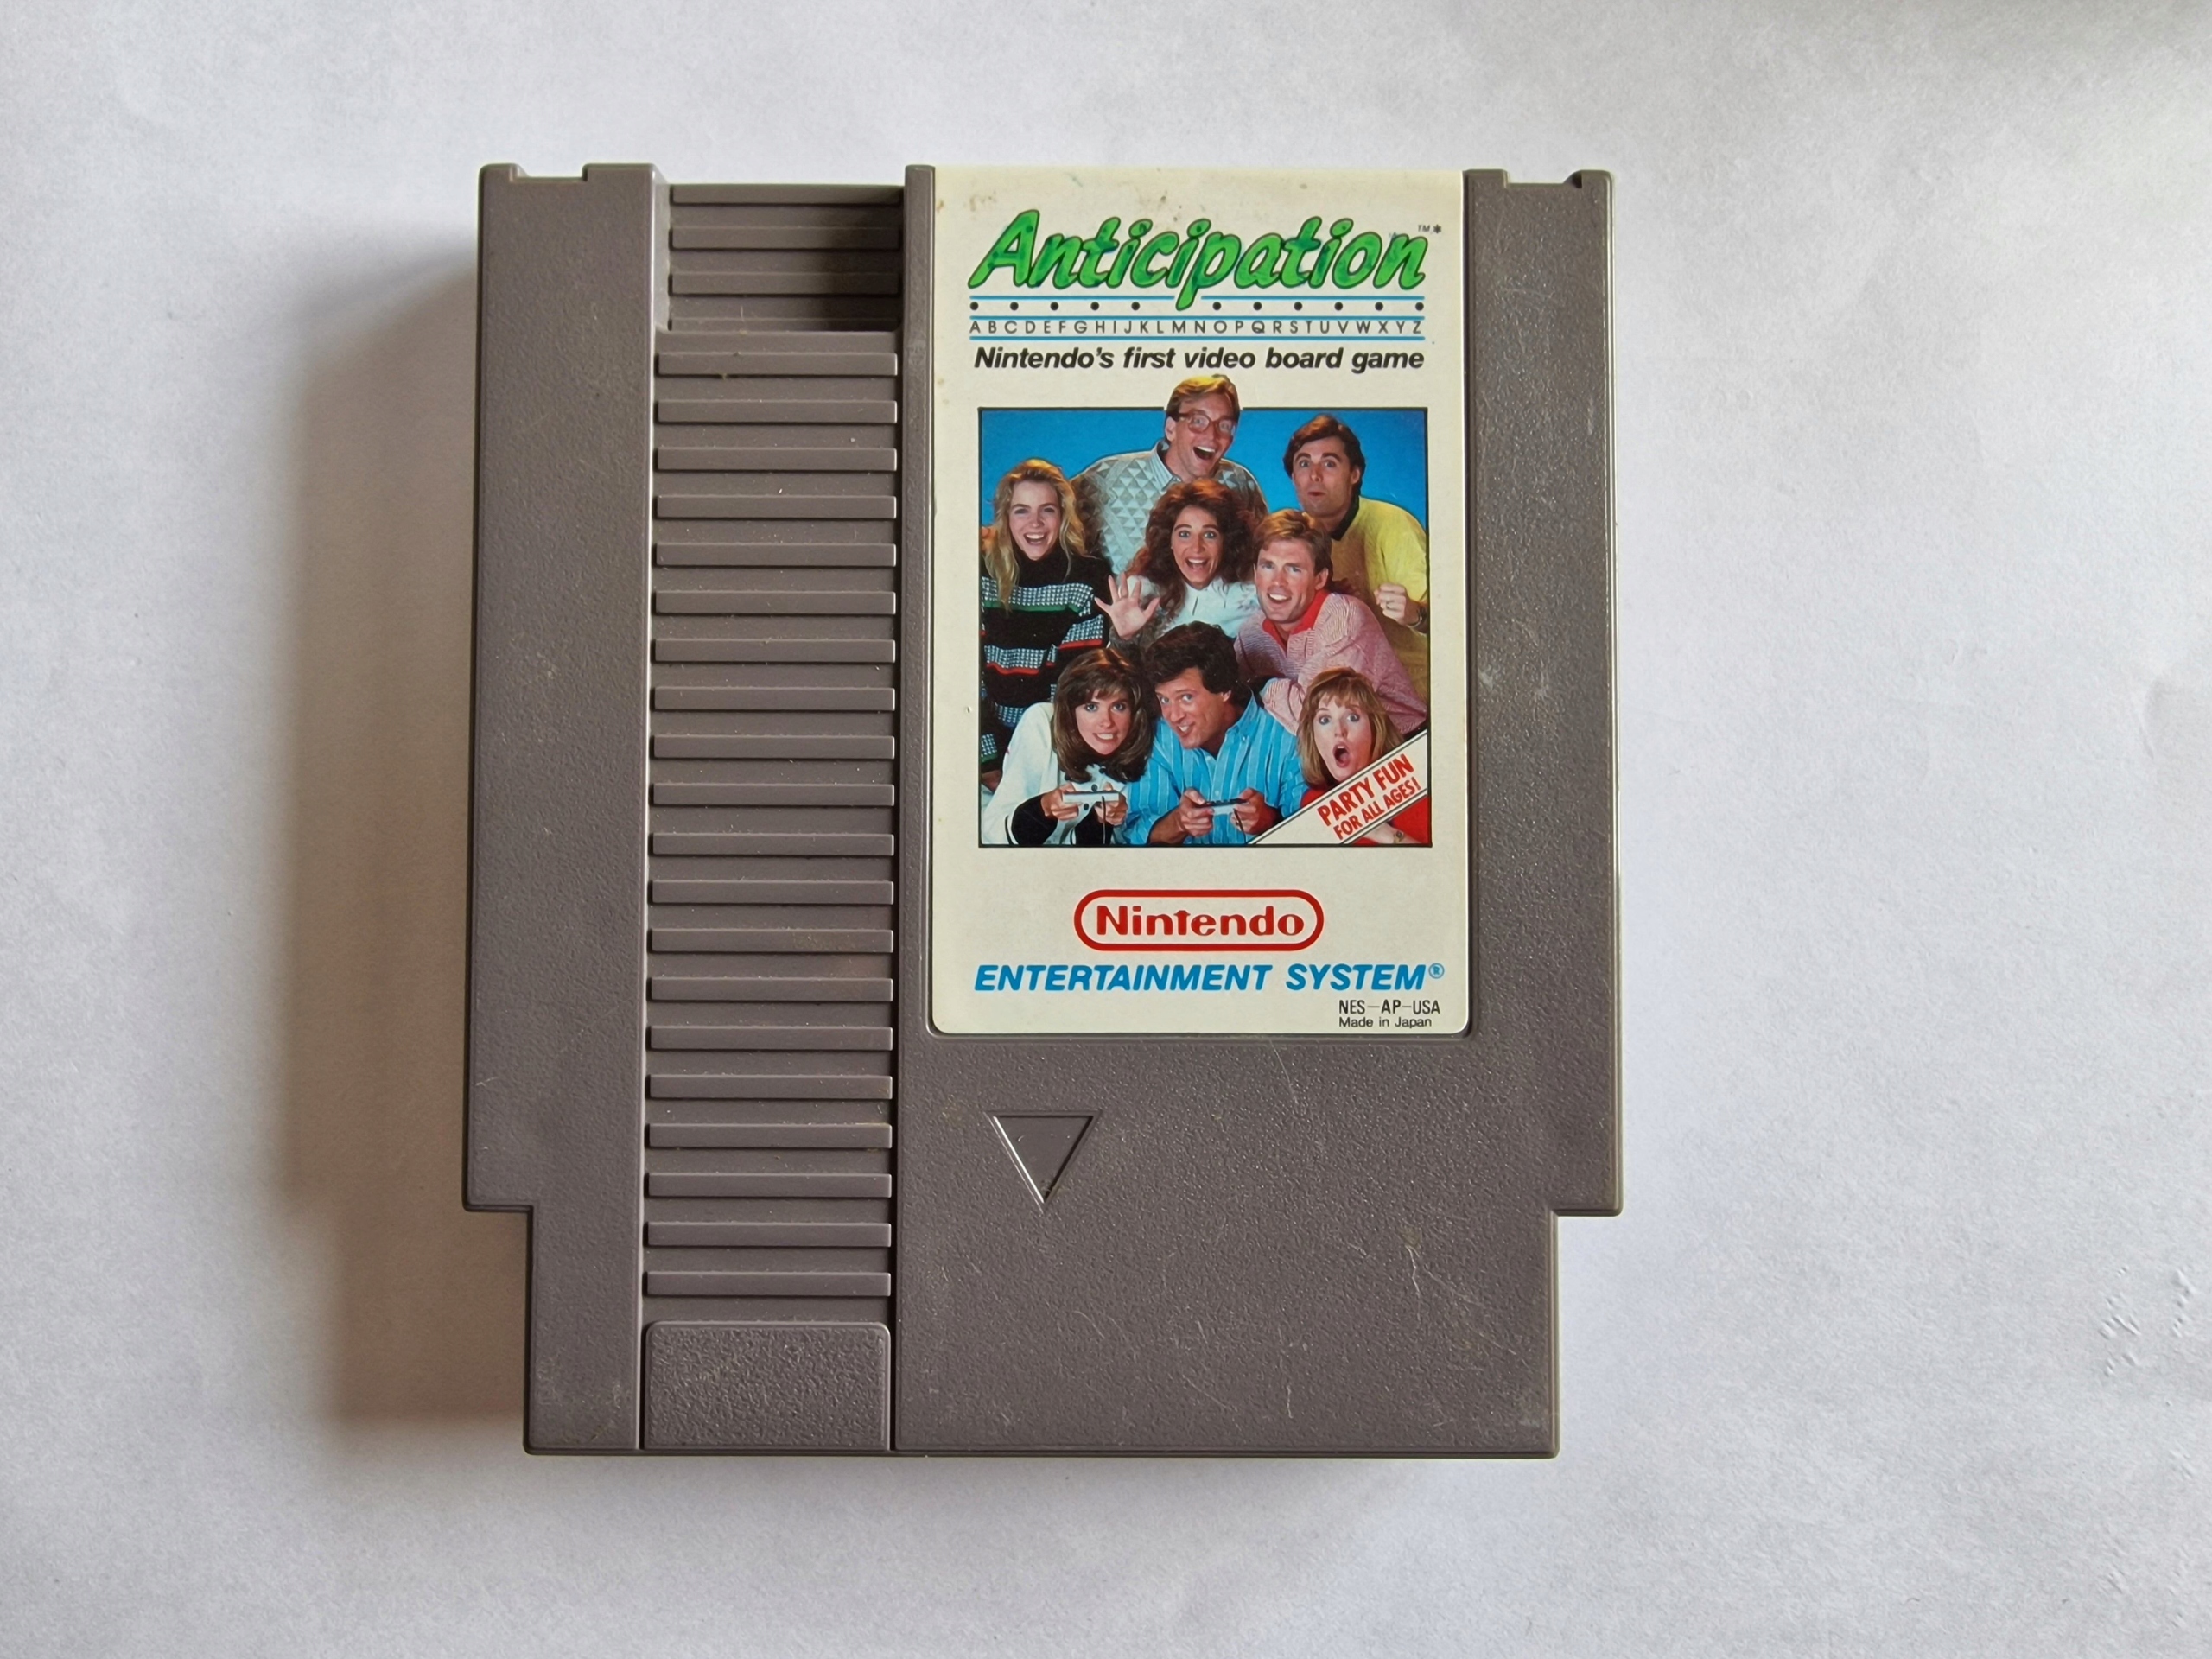 Anticipation™*
ABCDEFGHIJKLMNOPQRSTUVWXYZ
Nintendo's first video board game
PARTY FUN
FOR ALL AGES!
Nintendo
ENTERTAINMENT SYSTEM®
NES-AP-USA
Made in Japan